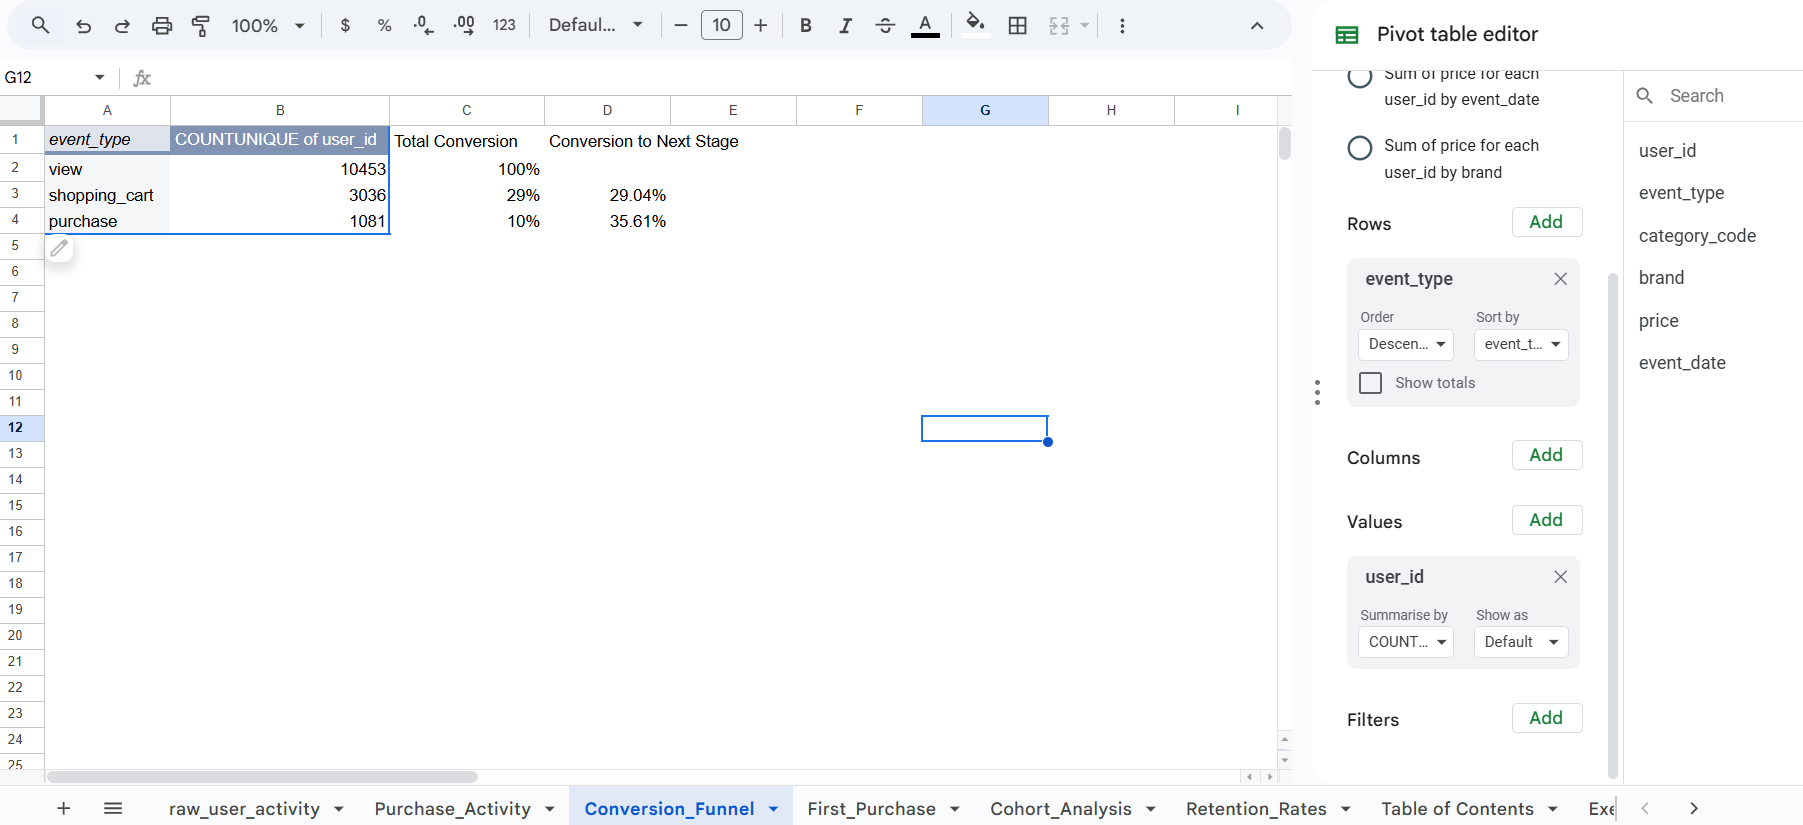 100% $ % .0 .00 123 Defaul... 10 B I A
Pivot table editor
G12 fx
Sum of price for each
user_id by event_date
Search
Sum of price for each
user_id by brand
A B C D E F G H I
1 event_type COUNTUNIQUE of user_id Total Conversion Conversion to Next Stage
2 view 10453 100%
3 shopping_cart 3036 29% 29.04%
4 purchase 1081 10% 35.61%
5
6
7
8
9
10
11
12
13
14
15
16
17
18
19
20
21
22
23
24
25
Rows Add
event_type
Order Sort by
Descen... event_t...
Show totals
Columns Add
Values Add
user_id
Summarise by Show as
COUNT... Default
Filters Add
user_id
event_type
category_code
brand
price
event_date
raw_user_activity Purchase_Activity Conversion_Funnel First_Purchase Cohort_Analysis Retention_Rates Table of Contents Exe